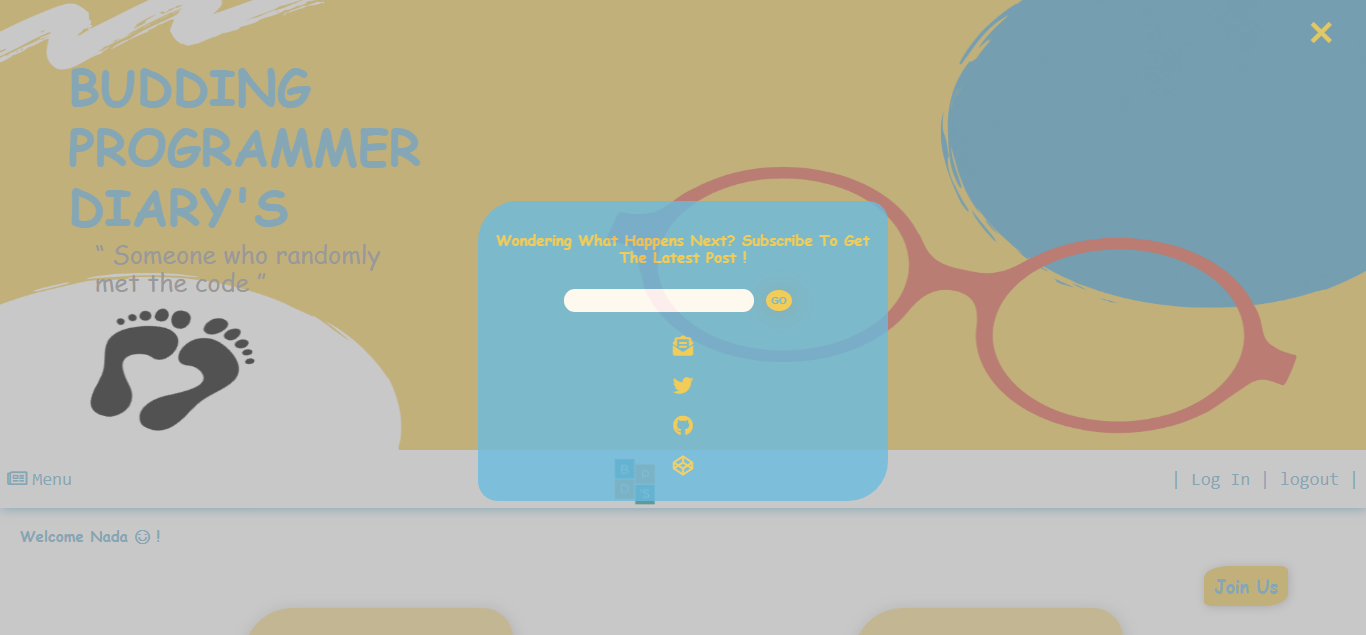 BUDDING
PROGRAMMER
DIARY'S
“ Someone who randomly
met the code ”
Wondering What Happens Next? Subscribe To Get
The Latest Post !
GO
Menu
B P
D S
| Log In | logout |
Welcome Nada !
Join Us